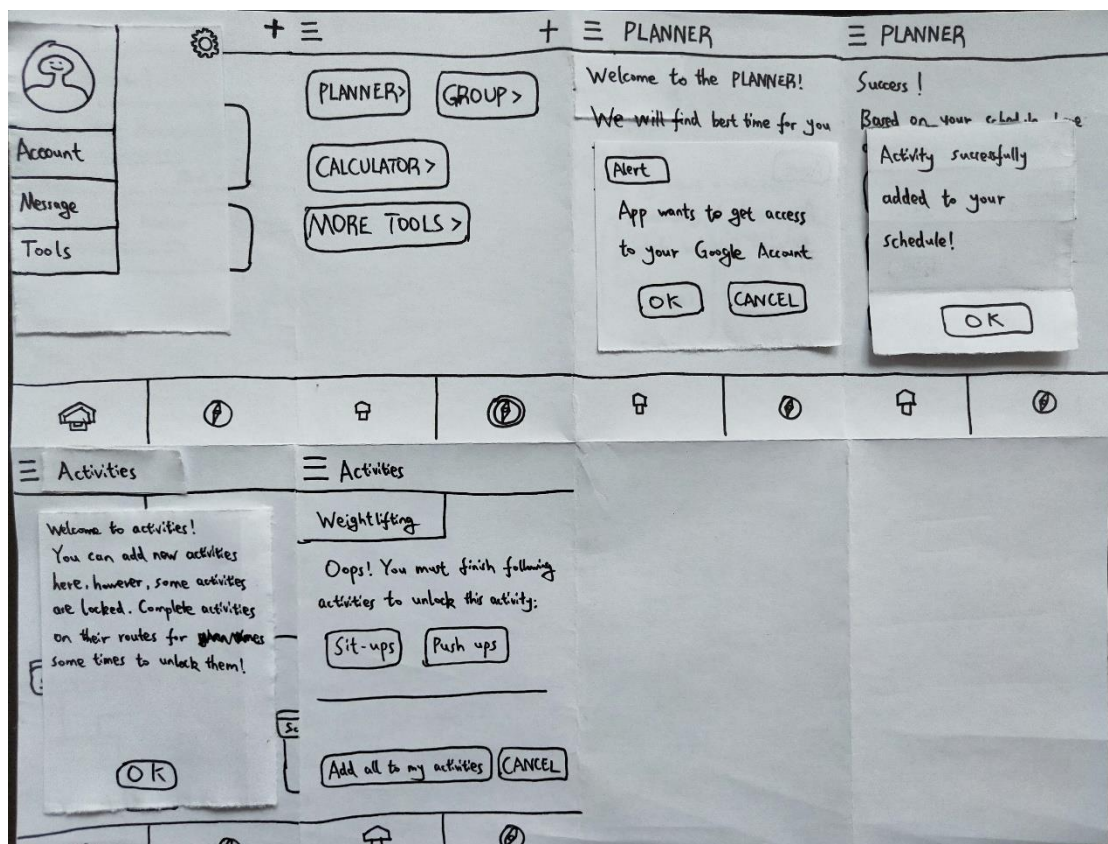 Account
Message
Tools
PLANNER>
GROUP >
CALCULATOR >
MORE TOOLS >
PLANNER
Welcome to the PLANNER!
We will find best time for you
Alert
App wants to get access
to your Google Account
OK
CANCEL
PLANNER
Success!
Based on your
Activity successfully
added to your
schedule!
OK
Activities
Welcome to activities!
You can add new activities
here, however, some activities
are locked. Complete activities
on their routes for
some times to unlock them!
OK
Activities
Weightlifting
Oops! You must finish following
activities to unlock this activity:
Sit-ups
Push ups
Add all to my activities
CANCEL